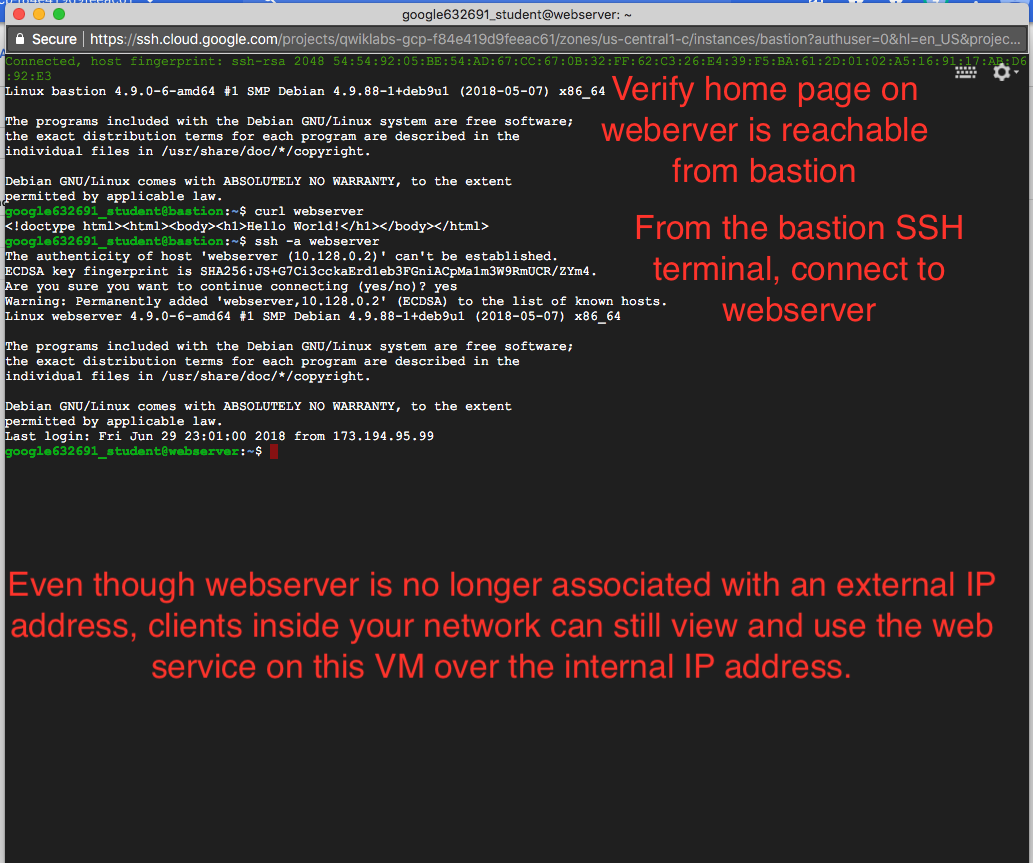 google632691_student@webserver: ~
Secure | https://ssh.cloud.google.com/projects/qwiklabs-gcp-f84e419d9feeac61/zones/us-central1-c/instances/bastion?authuser=0&hl=en_US&projec...
Connected, host fingerprint: ssh-rsa 2048 54:54:92:05:BE:54:AD:67:CC:67:0B:32:FF:62:C3:26:E4:39:F5:BA:61:2D:01:02:A5:16:91:17:AB:D6
:92:E3
Linux bastion 4.9.0-6-amd64 #1 SMP Debian 4.9.88-1+deb9u1 (2018-05-07) x86_64
Verify home page on
weberver is reachable
from bastion
The programs included with the Debian GNU/Linux system are free software;
the exact distribution terms for each program are described in the
individual files in /usr/share/doc/*/copyright.
Debian GNU/Linux comes with ABSOLUTELY NO WARRANTY, to the extent
permitted by applicable law.
google632691_student@bastion:~$ curl webserver
<!doctype html><html><body><h1>Hello World!</h1></body></html>
google632691_student@bastion:~$ ssh -a webserver
From the bastion SSH
terminal, connect to
webserver
The authenticity of host 'webserver (10.128.0.2)' can't be established.
ECDSA key fingerprint is SHA256:JS+G7Ci3cckaErd1eb3FGniACpMa1m3W9RmUCR/ZYm4.
Are you sure you want to continue connecting (yes/no)? yes
Warning: Permanently added 'webserver,10.128.0.2' (ECDSA) to the list of known hosts.
Linux webserver 4.9.0-6-amd64 #1 SMP Debian 4.9.88-1+deb9u1 (2018-05-07) x86_64
The programs included with the Debian GNU/Linux system are free software;
the exact distribution terms for each program are described in the
individual files in /usr/share/doc/*/copyright.
Debian GNU/Linux comes with ABSOLUTELY NO WARRANTY, to the extent
permitted by applicable law.
Last login: Fri Jun 29 23:01:00 2018 from 173.194.95.99
google632691_student@webserver:~$
Even though webserver is no longer associated with an external IP
address, clients inside your network can still view and use the web
service on this VM over the internal IP address.